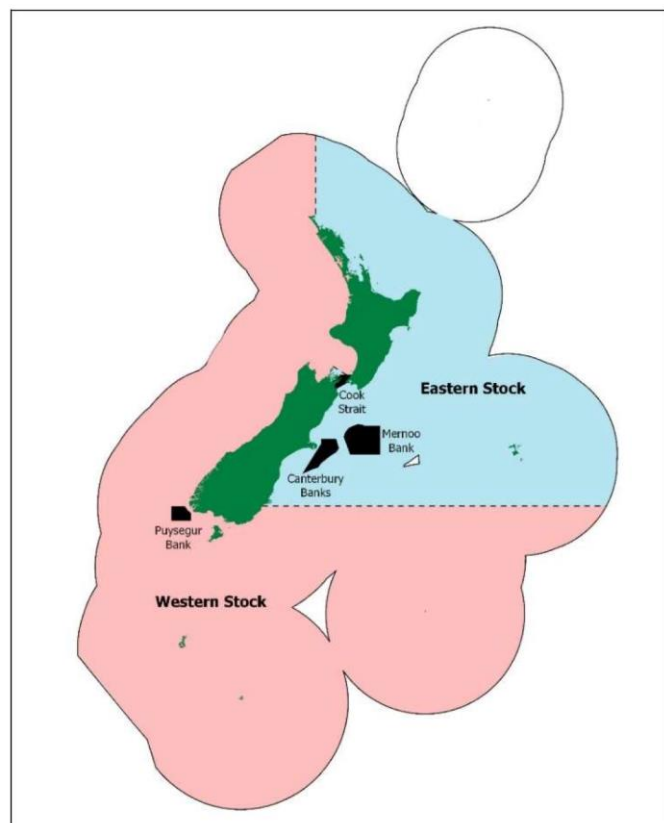 Eastern Stock
Cook
Strait
Mernoo
Bank
Canterbury
Banks
Puysegur
Bank
Western Stock